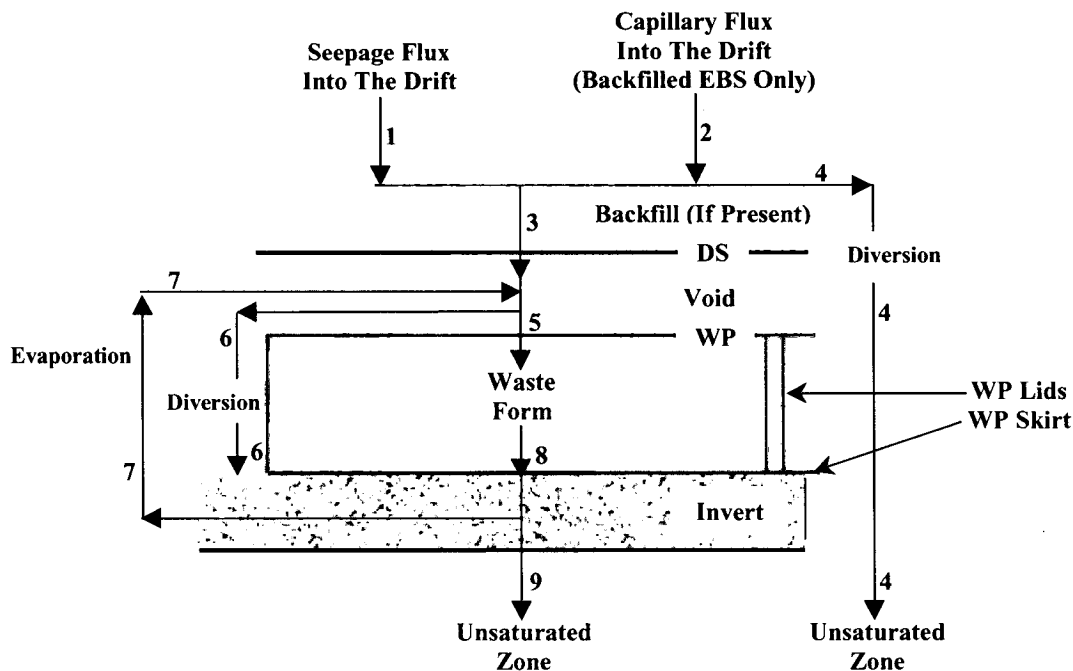 Seepage Flux
Into The Drift
Capillary Flux
Into The Drift
(Backfilled EBS Only)
1
2
4
3
Backfill (If Present)
DS
Diversion
7
Void
6
5
4
WP
Evaporation
Waste
Form
WP Lids
Diversion
WP Skirt
6
8
7
Invert
9
4
Unsaturated
Zone
Unsaturated
Zone